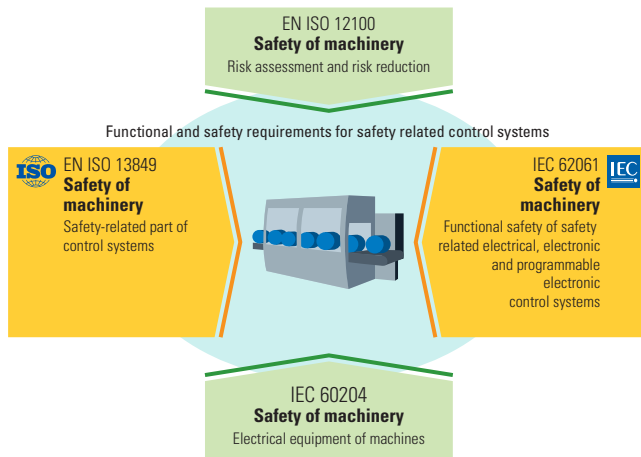 EN ISO 12100
Safety of machinery
Risk assessment and risk reduction
Functional and safety requirements for safety related control systems
ISO
EN ISO 13849
Safety of
machinery
Safety-related part of
control systems
IEC 62061
IEC
Safety of
machinery
Functional safety of safety
related electrical, electronic
and programmable
electronic
control systems
IEC 60204
Safety of machinery
Electrical equipment of machines